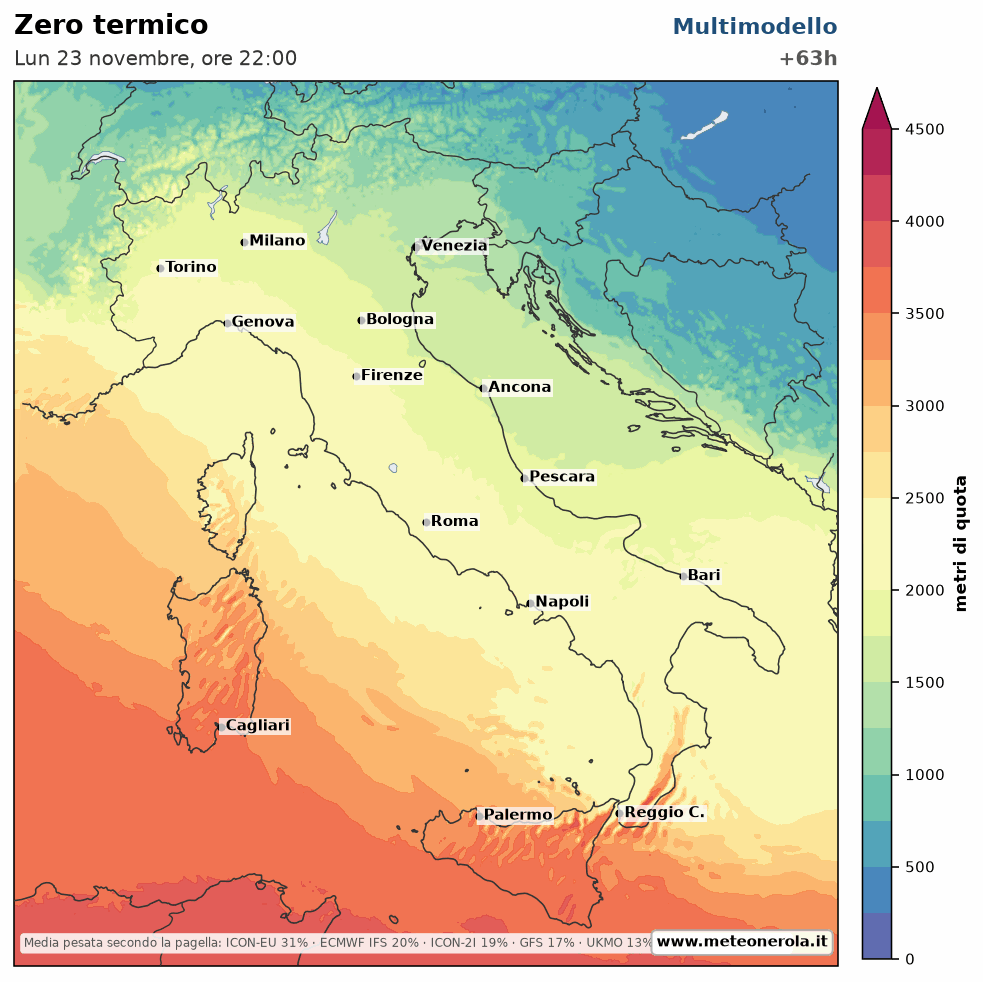 Zero termico
Multimodello
Lun 23 novembre, ore 22:00
+63h
Milano
Venezia
Torino
Genova
Bologna
Firenze
Ancona
Pescara
Roma
Bari
Napoli
Cagliari
Palermo
Reggio C.
4500
4000
3500
3000
2500
2000
1500
1000
500
0
metri di quota
Media pesata secondo la pagella: ICON-EU 31% · ECMWF IFS 20% · ICON-2I 19% · GFS 17% · UKMO 13%
www.meteonerola.it